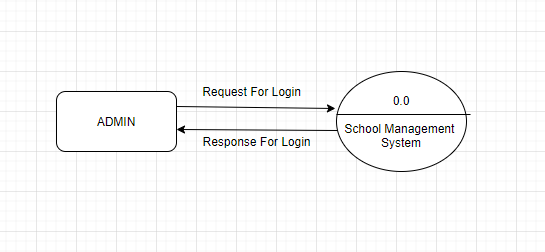 Request For Login
0.0
ADMIN
School Management
System
Response For Login